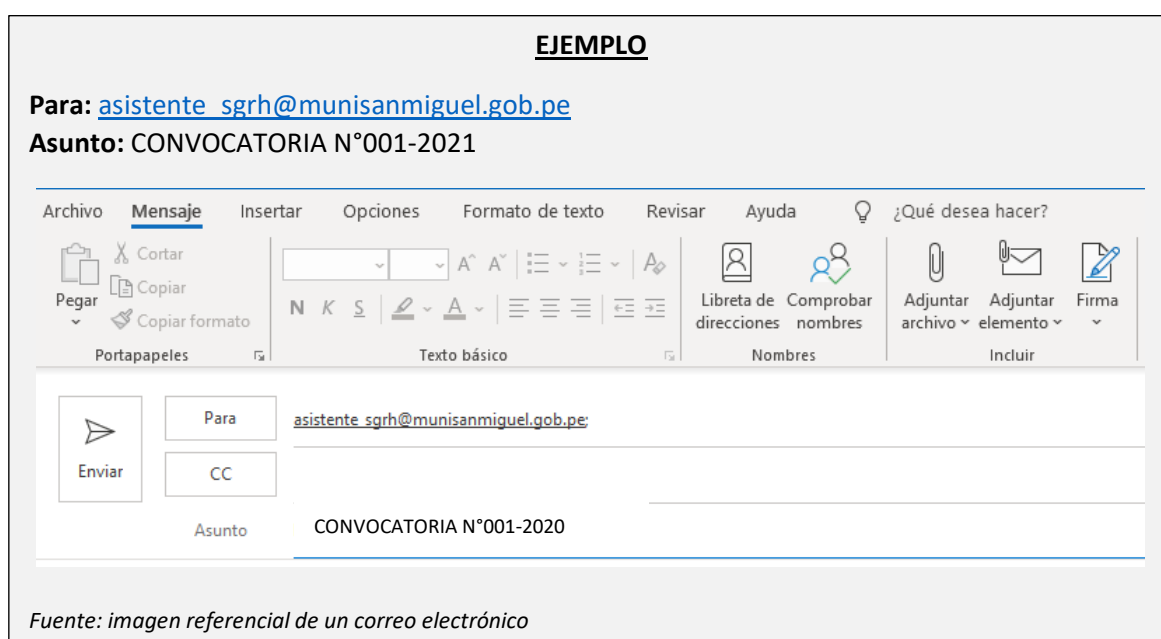 EJEMPLO
Para: asistente_sgrh@munisanmiguel.gob.pe
Asunto: CONVOCATORIA N°001-2021
Archivo Mensaje Insertar Opciones Formato de texto Revisar Ayuda ¿Qué desea hacer?
Pegar
Cortar
Copiar
Copiar formato
Portapapeles
N K S A
Texto básico
Libreta de direcciones
Comprobar nombres
Nombres
Adjuntar archivo
Adjuntar elemento
Firma
Incluir
Enviar
Para asistente_sgrh@munisanmiguel.gob.pe;
CC
Asunto CONVOCATORIA N°001-2020
Fuente: imagen referencial de un correo electrónico